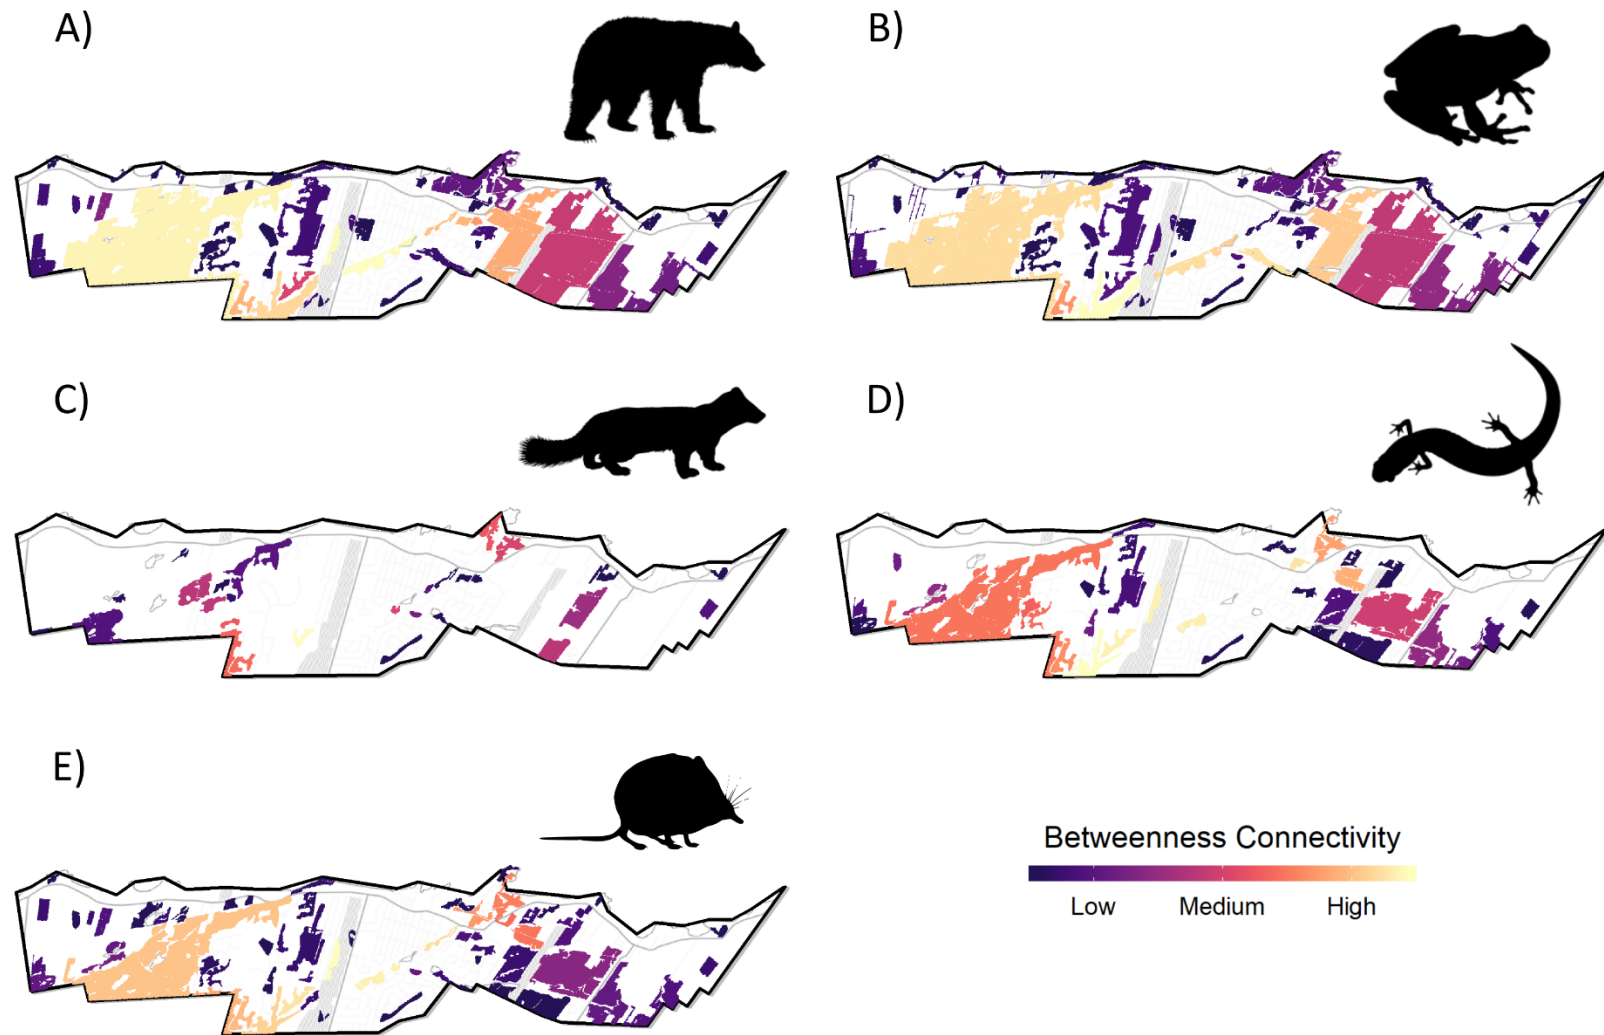 A)
B)
C)
D)
E)
Betweenness Connectivity
Low Medium High